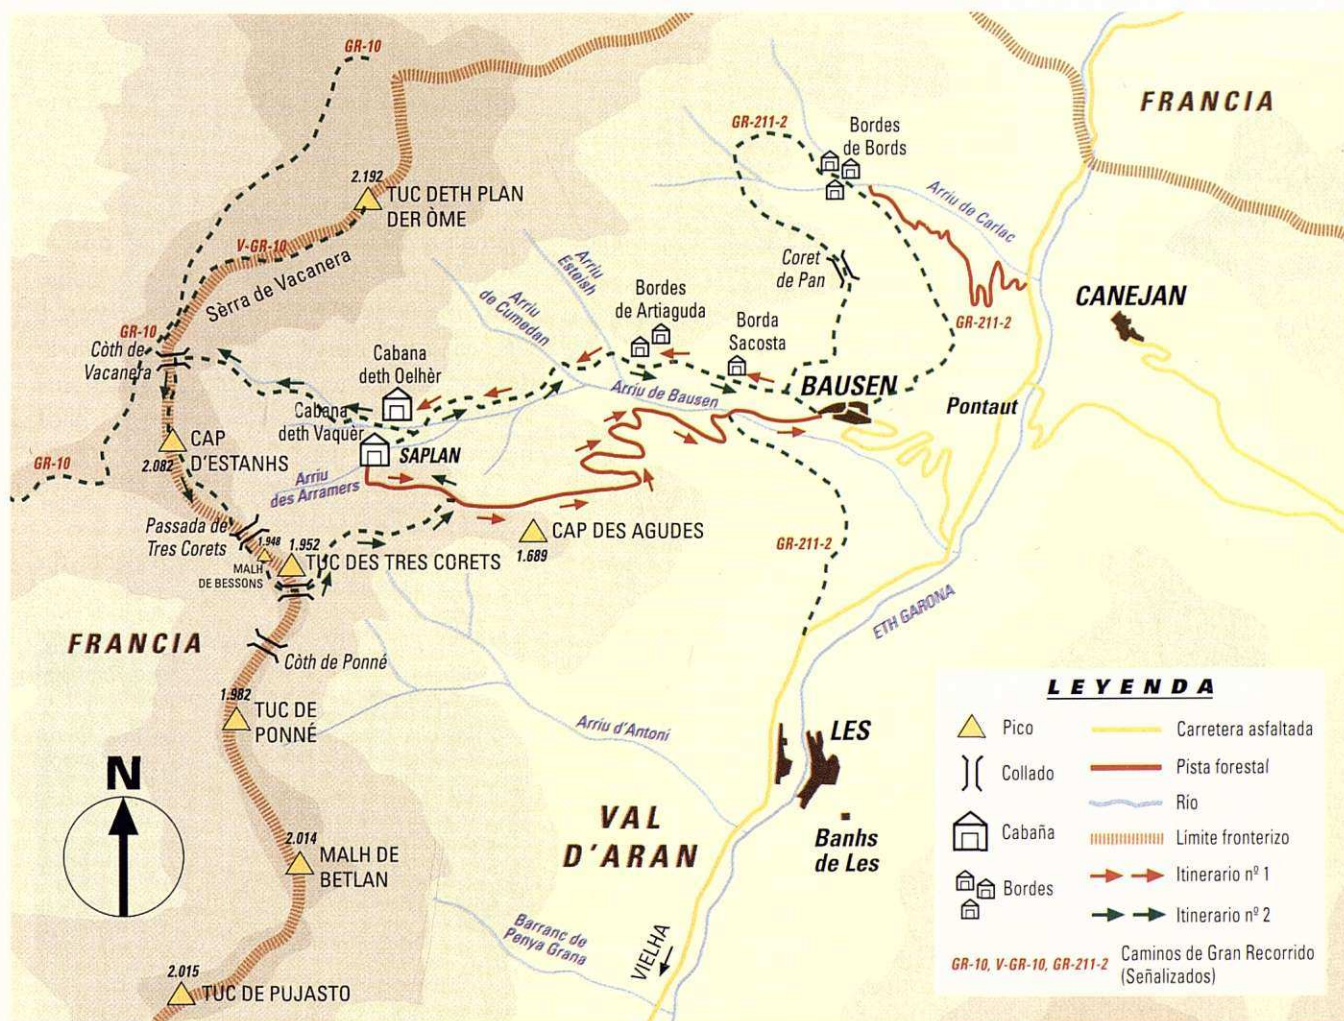 GR-10
FRANCIA
GR-211-2
Bordes
de Bords
2.192
TUC DETH PLAN
DER ÒME
Arriu de Carlac
V-GR-10
Sèrra de Vacanera
Arriu
Esteish
Arriu
de Cumedan
Coret
de Pan
Bordes
de Artiaguda
Borda
Sacosta
CANEJAN
GR-211-2
GR-10
Còth de
Vacanera
Cabana
deth Oelhèr
Arriu de Bausen
BAUSEN
Pontaut
Cabana
deth Vaquèr
SAPLAN
CAP
D'ESTANHS
2.082
GR-10
Arriu
des Arramers
Passada de
Tres Corets
1.948
MALH
DE BESSONS
1.952
TUC DES TRES CORETS
CAP DES AGUDES
1.689
GR-211-2
ETH GARONA
FRANCIA
Còth de Ponné
1.982
TUC DE
PONNÉ
Arriu d'Antoni
LES
N
VAL
D'ARAN
Banhs
de Les
2.014
MALH DE
BETLAN
Barranc de
Penya Grana
VIELHA
2.015
TUC DE PUJASTO
LEYENDA
Pico
Carretera asfaltada
Collado
Pista forestal
Río
Cabaña
Límite fronterizo
Bordes
Itinerario nº 1
Itinerario nº 2
GR-10, V-GR-10, GR-211-2 Caminos de Gran Recorrido
(Señalizados)